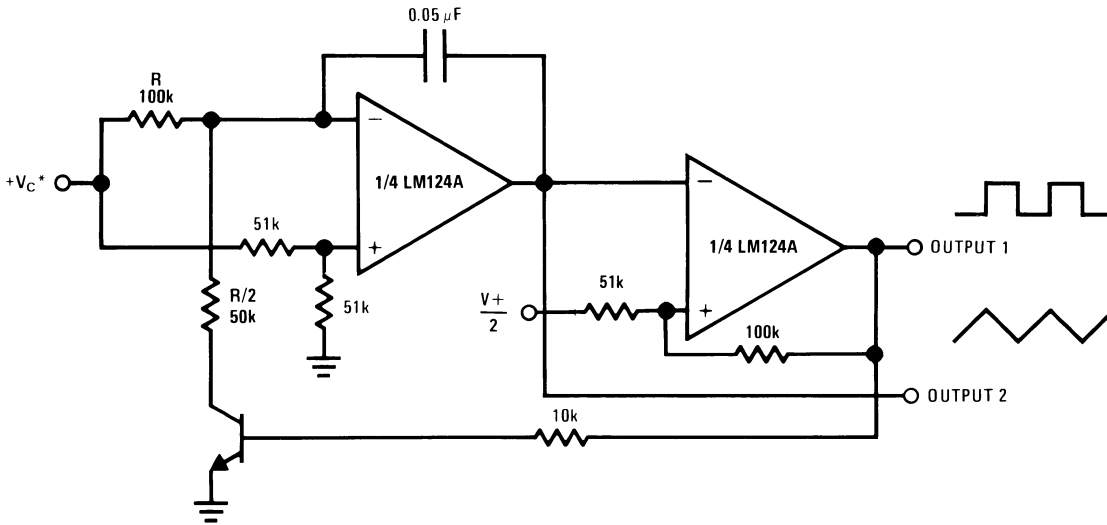 0.05 μF
R
100k
−
1/4 LM124A
+VC*
51k
+
−
1/4 LM124A
OUTPUT 1
R/2
50k
51k
V+
2
51k
+
100k
OUTPUT 2
10k